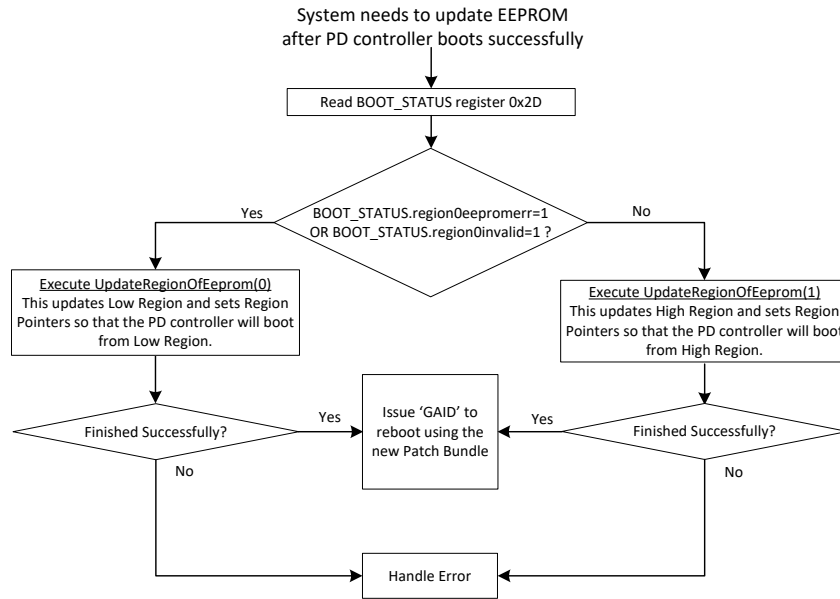 System needs to update EEPROM
after PD controller boots successfully
Read BOOT_STATUS register 0x2D
BOOT_STATUS.region0eepromerr=1
OR BOOT_STATUS.region0invalid=1 ?
Yes
No
Execute UpdateRegionOfEeprom(0)
This updates Low Region and sets Region
Pointers so that the PD controller will boot
from Low Region.
Execute UpdateRegionOfEeprom(1)
This updates High Region and sets Region
Pointers so that the PD controller will boot
from High Region.
Finished Successfully?
Yes
No
Issue ‘GAID’ to
reboot using the
new Patch Bundle
Yes
Finished Successfully?
No
Handle Error